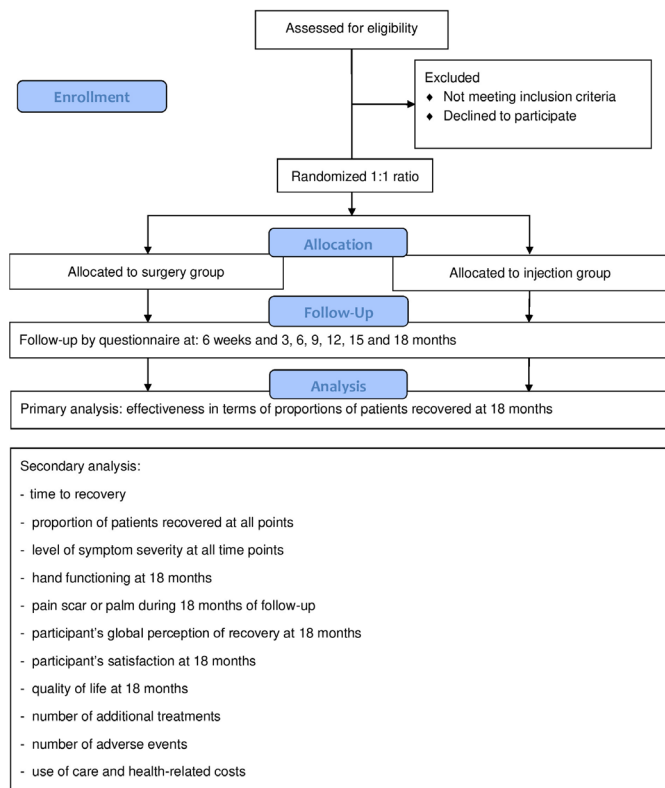 Assessed for eligibility
Enrollment
Excluded
♦ Not meeting inclusion criteria
♦ Declined to participate
Randomized 1:1 ratio
Allocation
Allocated to surgery group
Allocated to injection group
Follow-Up
Follow-up by questionnaire at: 6 weeks and 3, 6, 9, 12, 15 and 18 months
Analysis
Primary analysis: effectiveness in terms of proportions of patients recovered at 18 months
Secondary analysis:
- time to recovery
- proportion of patients recovered at all points
- level of symptom severity at all time points
- hand functioning at 18 months
- pain scar or palm during 18 months of follow-up
- participant's global perception of recovery at 18 months
- participant's satisfaction at 18 months
- quality of life at 18 months
- number of additional treatments
- number of adverse events
- use of care and health-related costs